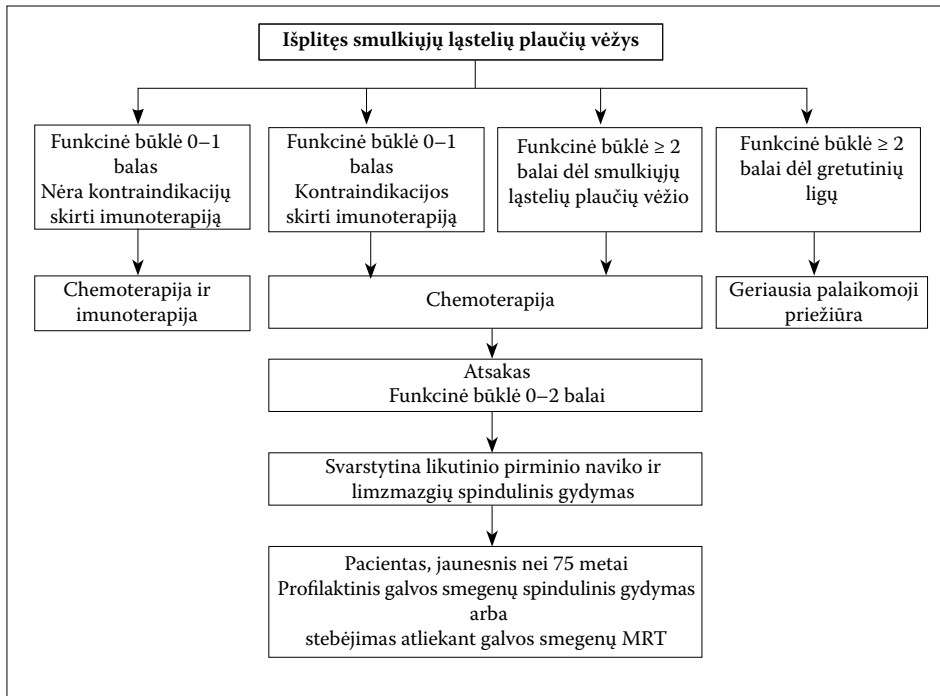 Išplitęs smulkiųjų ląstelių plaučių vėžys
Funkcinė būklė 0–1
balas
Nėra kontraindikacijų
skirti imunoterapiją
Funkcinė būklė 0–1
balas
Kontraindikacijos
skirti imunoterapiją
Funkcinė būklė ≥ 2
balai dėl smulkiųjų
ląstelių plaučių vėžio
Funkcinė būklė ≥ 2
balai dėl gretutinių
ligų
Chemoterapija ir
imunoterapija
Chemoterapija
Geriausia palaikomoji
priežiūra
Atsakas
Funkcinė būklė 0–2 balai
Svarstytina likutinio pirminio naviko ir
limzmazgių spindulinis gydymas
Pacientas, jaunesnis nei 75 metai
Profilaktinis galvos smegenų spindulinis gydymas
arba
stebėjimas atliekant galvos smegenų MRT